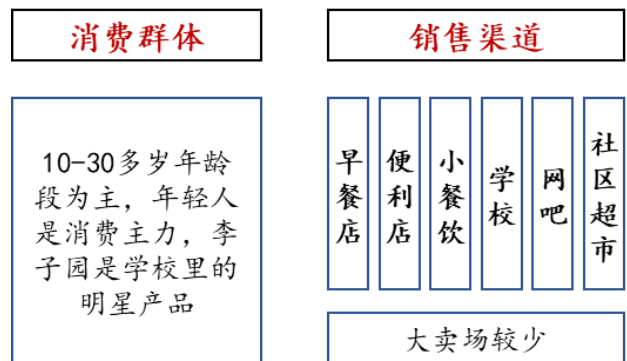 消费群体
销售渠道
10-30多岁年龄
段为主，年轻人
是消费主力，李
子园是学校里的
明星产品
早餐店
便利店
小餐饮
学校
网吧
社区超市
大卖场较少